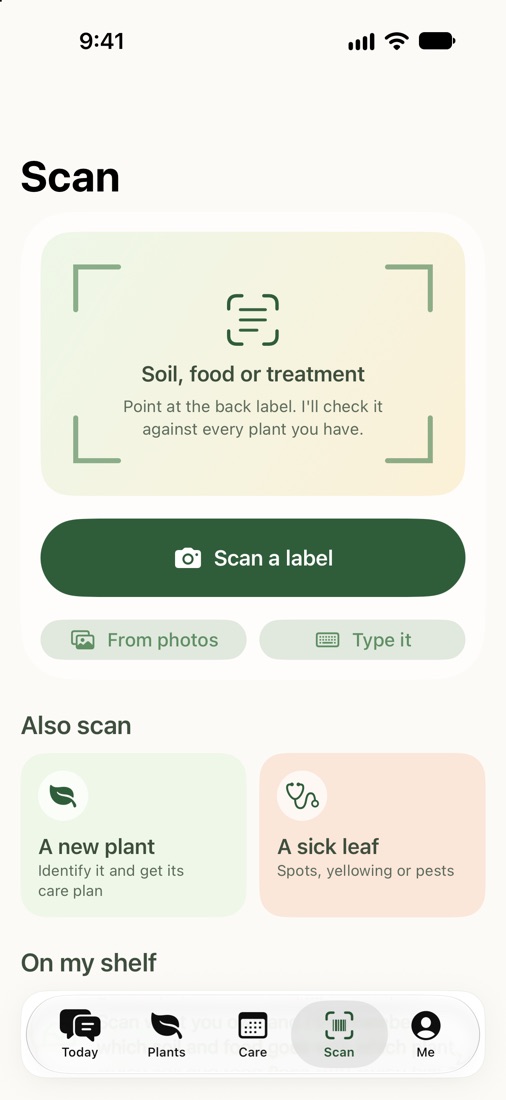 9:41
Scan
Soil, food or treatment
Point at the back label. I'll check it
against every plant you have.
Scan a label
From photos
Type it
Also scan
A new plant
Identify it and get its
care plan
A sick leaf
Spots, yellowing or pests
On my shelf
Today
Plants
Care
Scan
Me